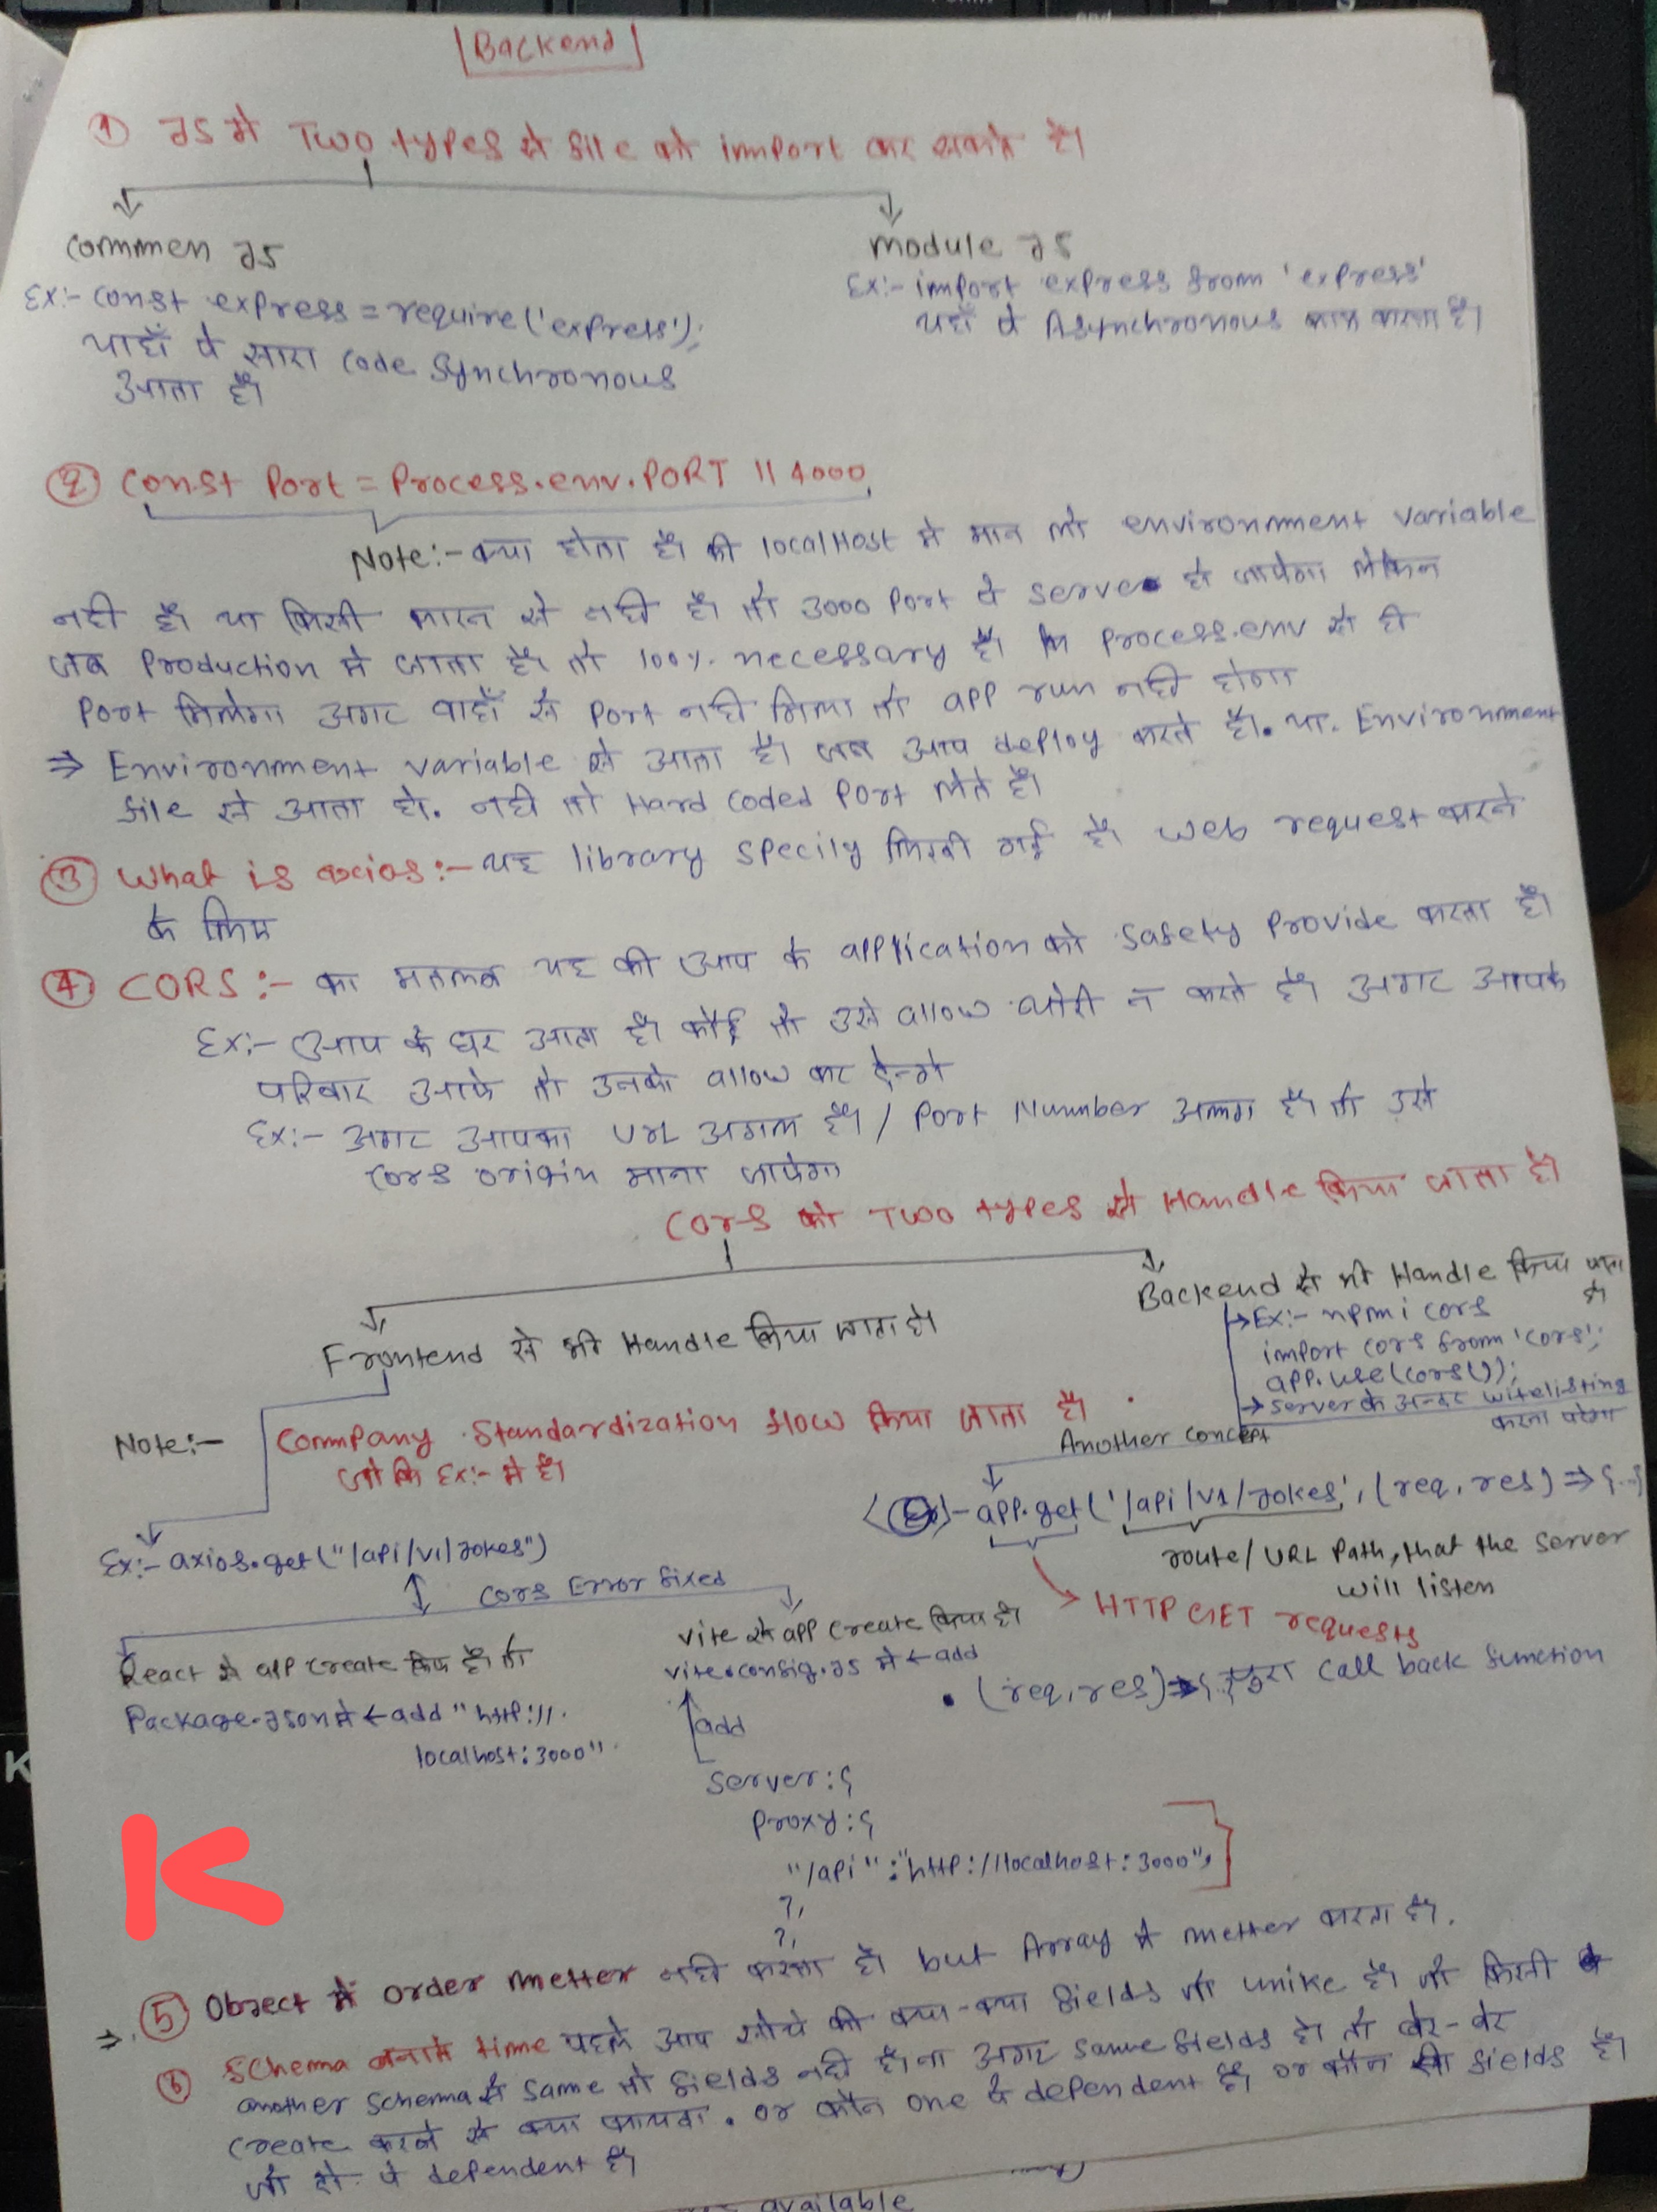 Backend
① JS में Two types से file को import कर सकते हैं।
Commen JS
Ex:- const express = require('express');
याहाँ पे सारा code synchronous
आता हैं।
Module JS
Ex:- import express from 'express'
यहाँ पे Asynchronous काम करता है।
② Const Port = Process.env.PORT || 4000,
Note:- क्या होता है। की localHost में मान लो environment variable
नही हैं या किसी कारन से नही है। तो 3000 Port पे serve हो जायेगा लेकिन
जब Production में जाता है। तो 100% necessary है। कि Process.env से ही
Port मिलेगा अगर वाहाँ से Port नही मिला तो app run नही होगा
⇒ Environment variable से आता है। जब आप deploy करते है। या. Environment
file से आता हो. नही तो Hard coded Port लेते हैं।
③ What is axios:- यह library specily लिखी गई है। web request करने
के लिए
④ CORS:- का मतलब यह की आप के application को Safety Provide करता हैं।
Ex:- आप के घर आता है। कोई तो उसे allow थोरी न करते है। अगर आपके
परिवार आके तो उनको allow कर देन्गे
Ex:- अगर आपका URL अगल हैं। / Port Number अलग है। तो उसे
Cors origin माना जायेगा
Cors को Two types से Handle किया जाता है।
Frontend से भी Handle किया जाता है।
Backend से भी Handle किया जाता
है।
→ Ex:- npm i cors
import cors from 'cors';
app.use(cors());
→ Server के अन्दर witelisting
करना परेगा
Note:- Company Standardization flow किया जाता है।
जो कि Ex:- में है।
Another concept
(Ex)- app.get('/api/v1/jokes', (req, res) => {...}
route/ URL Path, that the server
will listen
HTTP GET requests
• (req, res) => { } पुरा call back function
Ex:- axios.get("/api/v1/jokes")
Cors Error fixed
React से app create किए है। तो
Package.json में ← add "http://
localhost:3000"
vite से app create किया है।
vite.config.js में ← add
add
Server:{
Proxy:{
"/api":"http://localhost:3000",
},
},
⑤ Object में order metter नही करता है। but Array में metter करता है।.
⇒ ⑥ Schema बनाते time पहले आप सोचे की क्या-क्या fields जो unike है। जो किसी
another schema से same तो fields नही है। ना अगर same fields हो तो बेर-बेर
create करने से क्या फायदा. or कौन one पे dependent है। or कौन सी fields है।
जो से पे dependent है।
available